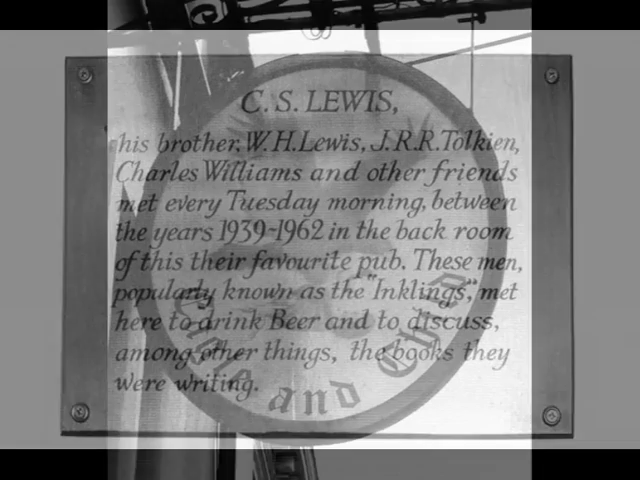 C. S. LEWIS,
his brother, W. H. Lewis, J. R. R. Tolkien,
Charles Williams and other friends
met every Tuesday morning, between
the years 1939-1962 in the back room
of this their favourite pub. These men,
popularly known as the "Inklings", met
here to drink Beer and to discuss,
among other things, the books they
were writing.
and Child